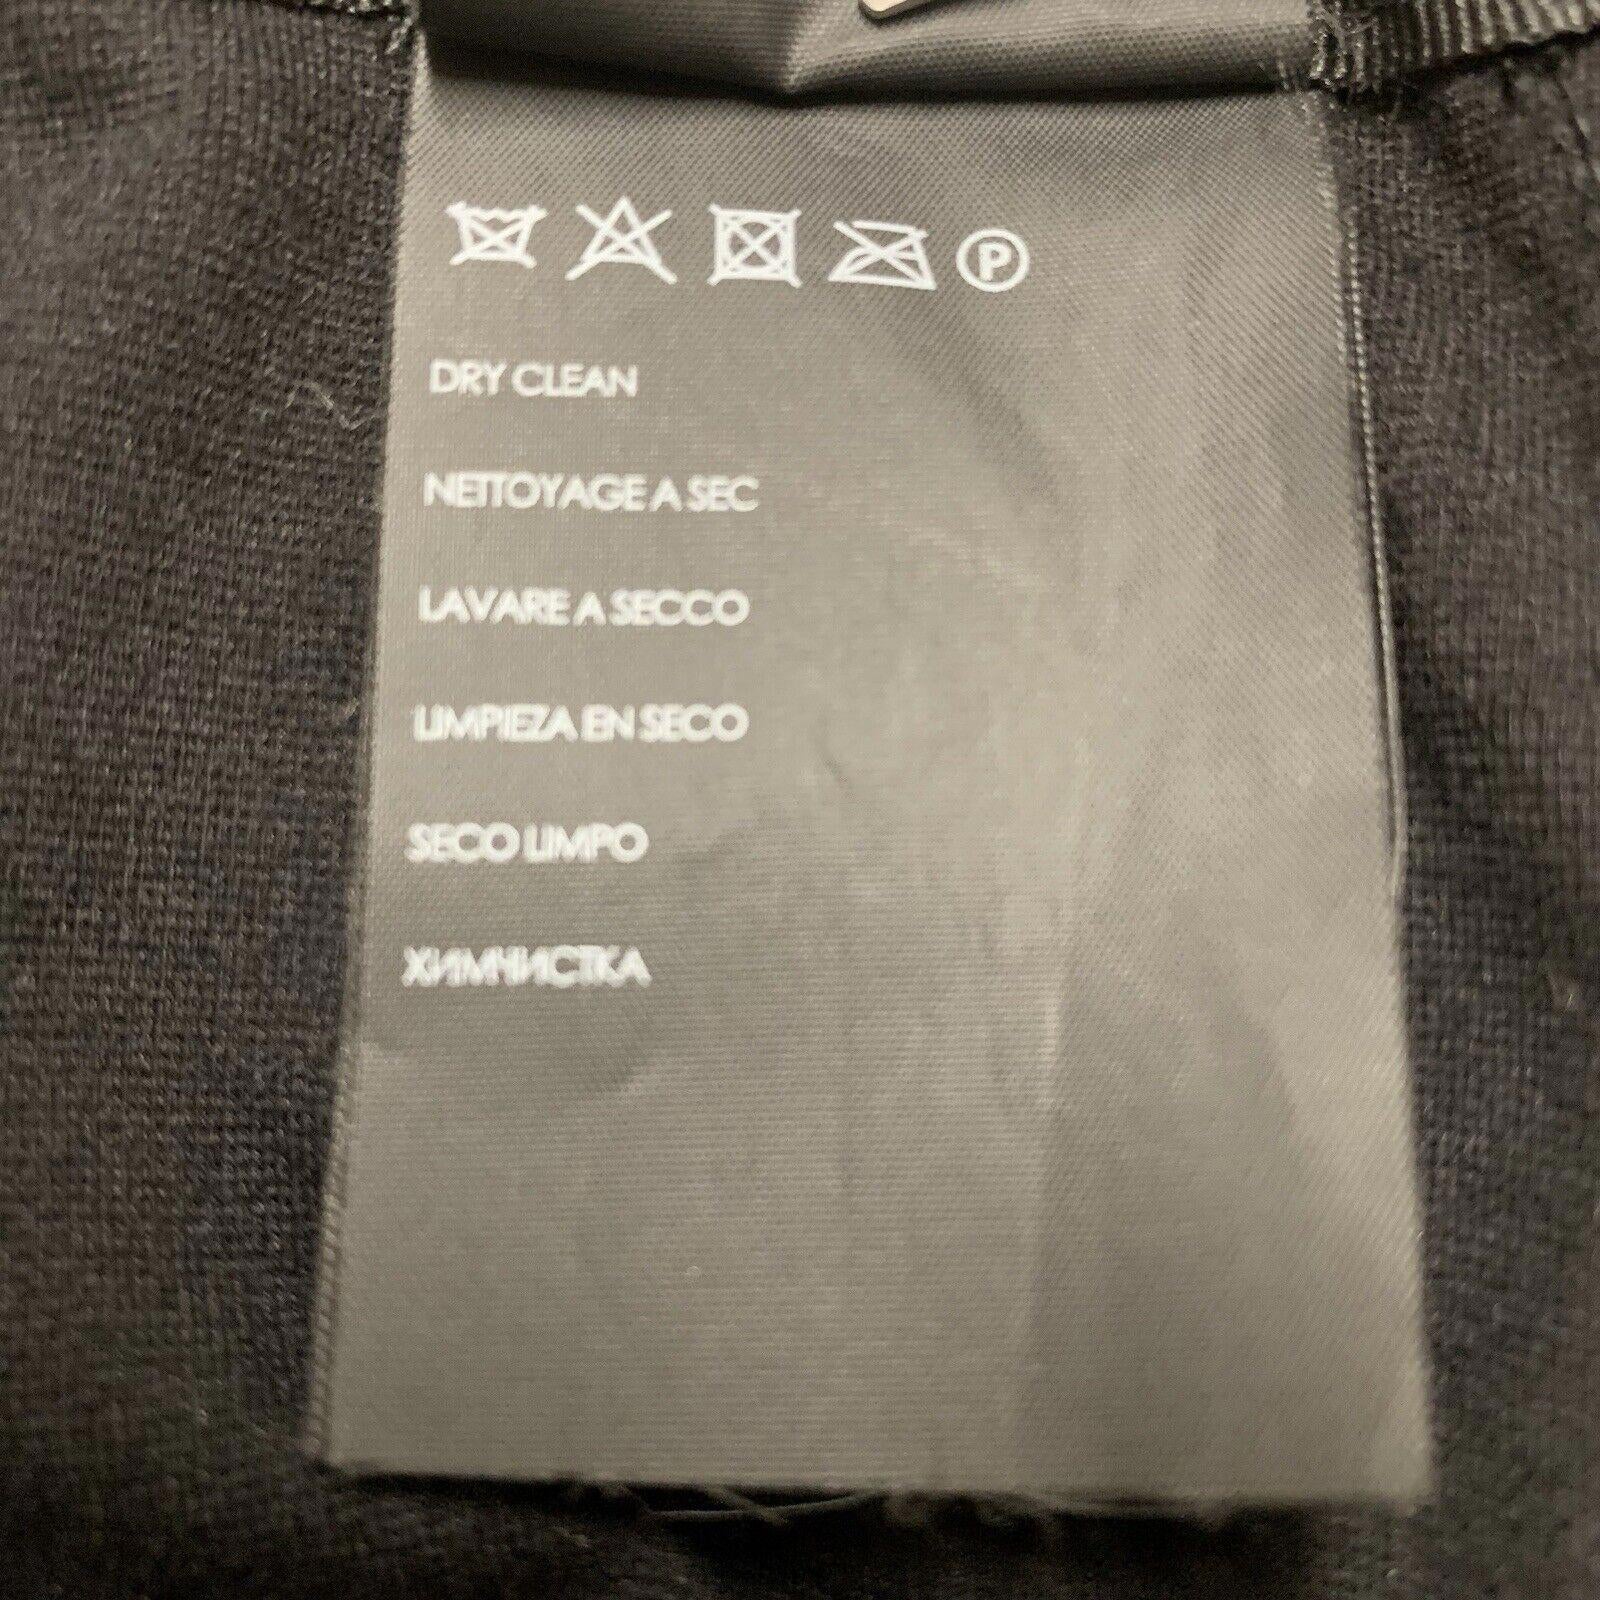 P
DRY CLEAN
NETTOYAGE A SEC
LAVARE A SECCO
LIMPIEZA EN SECO
SECO LIMPO
ХИМЧИСТКА